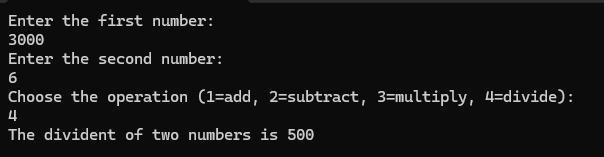 Enter the first number:
3000
Enter the second number:
6
Choose the operation (1=add, 2=subtract, 3=multiply, 4=divide):
4
The divident of two numbers is 500